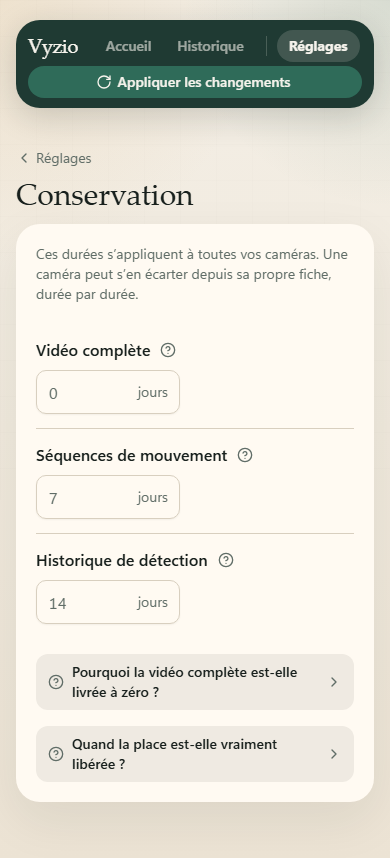 Vyzio
Accueil
Historique
Réglages
Appliquer les changements
Réglages
Conservation
Ces durées s’appliquent à toutes vos caméras. Une
caméra peut s’en écarter depuis sa propre fiche,
durée par durée.
Vidéo complète
0 jours
Séquences de mouvement
7 jours
Historique de détection
14 jours
Pourquoi la vidéo complète est-elle
livrée à zéro ?
Quand la place est-elle vraiment
libérée ?